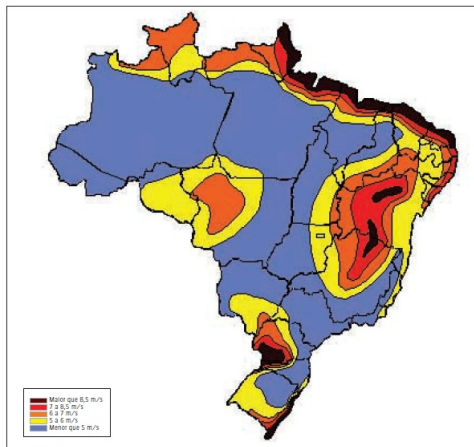 Maior que 8,5 m/s
7 a 8,5 m/s
6 a 7 m/s
5 a 6 m/s
Menor que 5 m/s